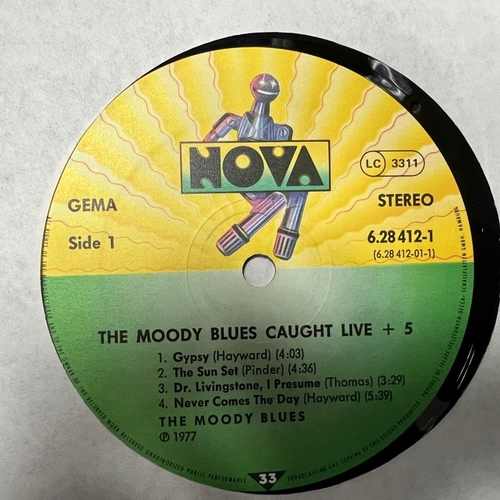 NOVA
LC 3311
GEMA
STEREO
Side 1
6.28 412-1
(6.28 412-01-1)
THE MOODY BLUES CAUGHT LIVE + 5
1. Gypsy (Hayward) (4:03)
2. The Sun Set (Pinder) (4:36)
3. Dr. Livingstone, I Presume (Thomas) (3:29)
4. Never Comes The Day (Hayward) (5:39)
THE MOODY BLUES
℗ 1977
33